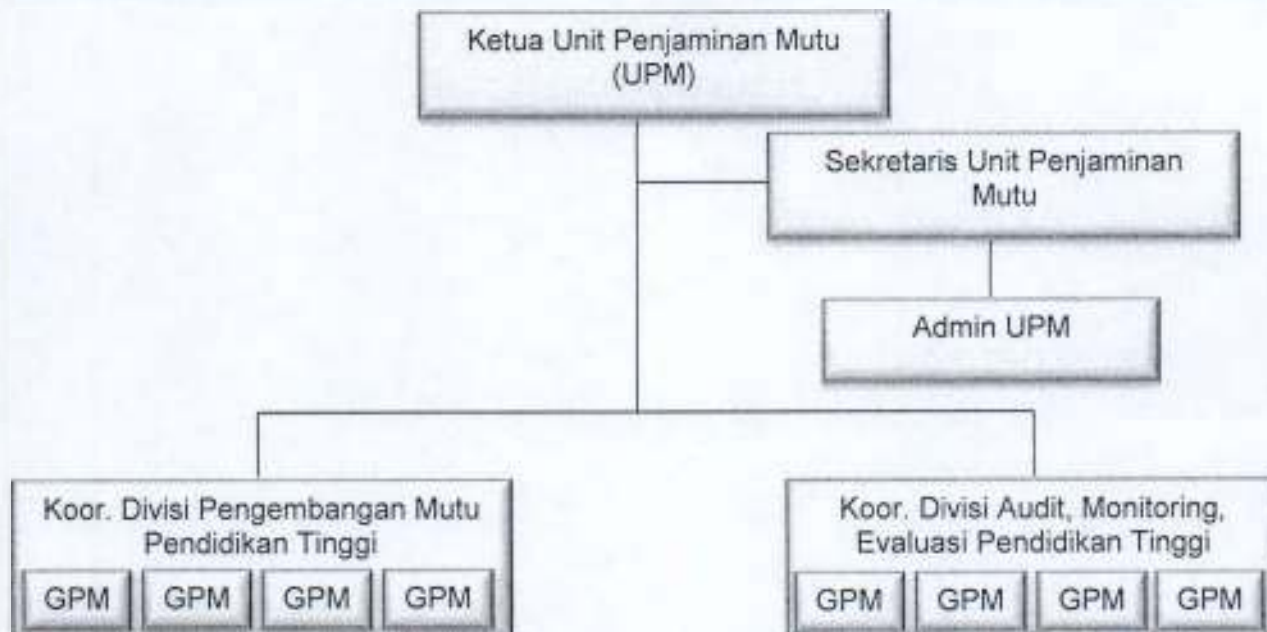 Ketua Unit Penjaminan Mutu
(UPM)
Sekretaris Unit Penjaminan
Mutu
Admin UPM
Koor. Divisi Pengembangan Mutu
Pendidikan Tinggi
GPM GPM GPM GPM
Koor. Divisi Audit, Monitoring,
Evaluasi Pendidikan Tinggi
GPM GPM GPM GPM